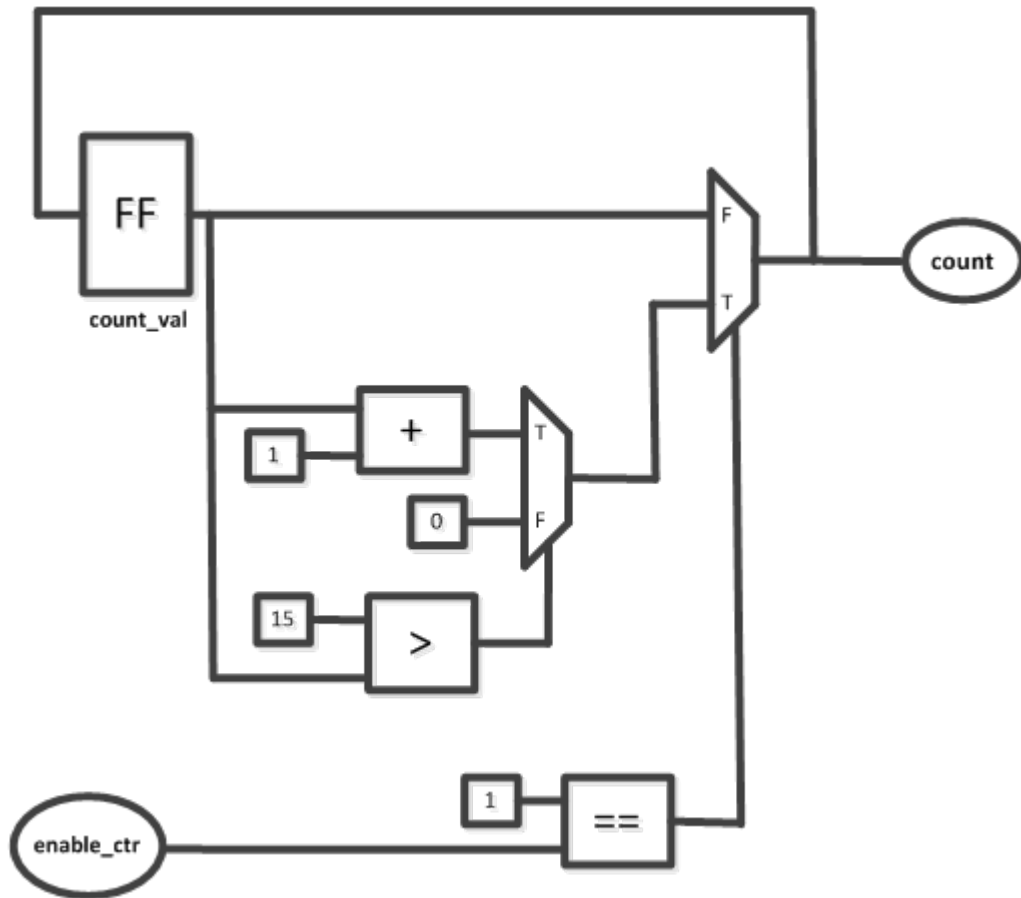 FF
count_val
F
T
count
+
1
T
0
F
15
>
1
==
enable_ctr